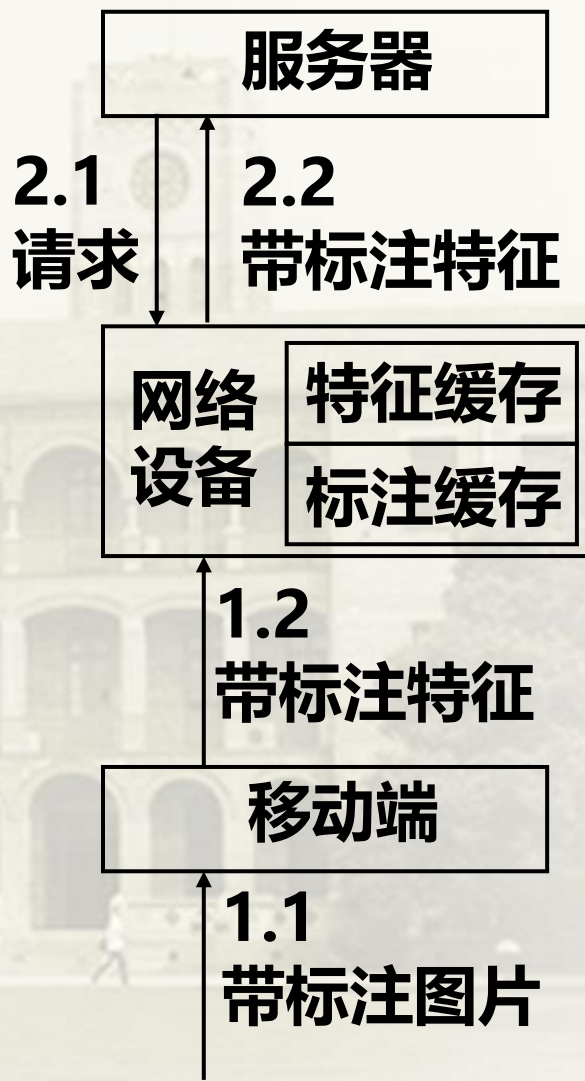 服务器
2.1
请求
2.2
带标注特征
网络
设备
特征缓存
标注缓存
1.2
带标注特征
移动端
1.1
带标注图片